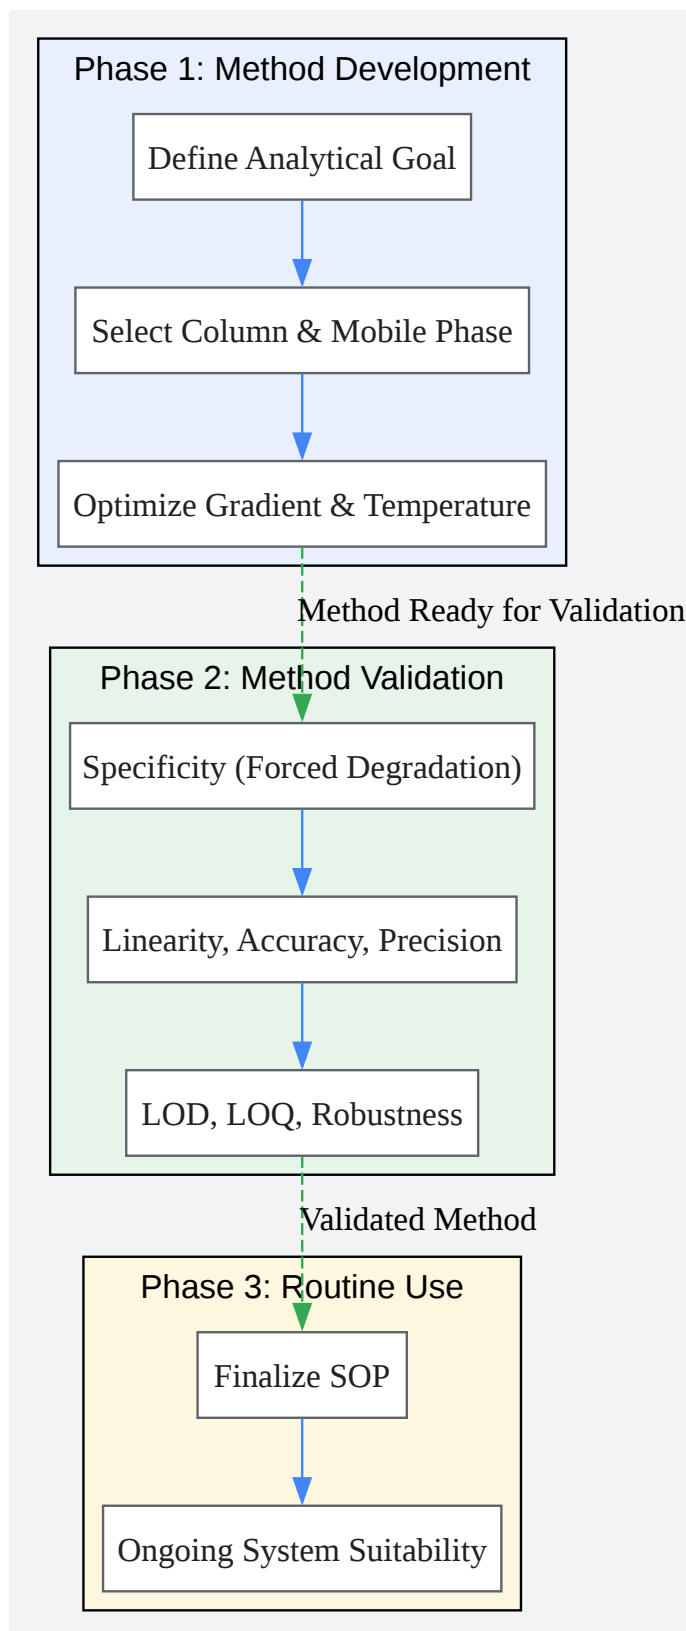 Phase 1: Method Development
Define Analytical Goal
Select Column & Mobile Phase
Optimize Gradient & Temperature
Method Ready for Validation
Phase 2: Method Validation
Specificity (Forced Degradation)
Linearity, Accuracy, Precision
LOD, LOQ, Robustness
Validated Method
Phase 3: Routine Use
Finalize SOP
Ongoing System Suitability